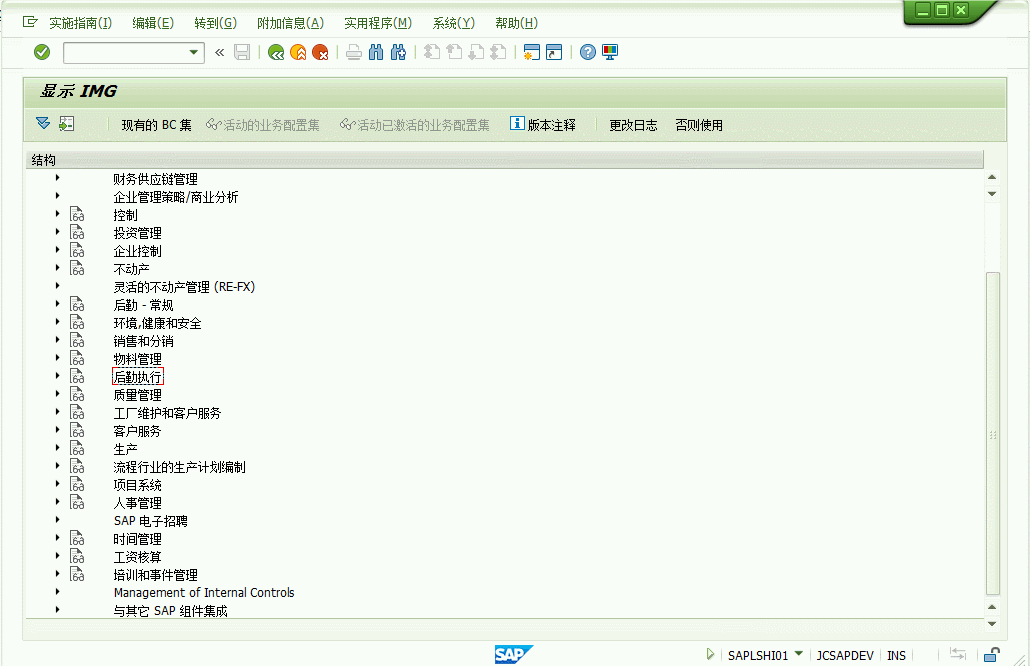 实施指南(I) 编辑(E) 转到(G) 附加信息(A) 实用程序(M) 系统(Y) 帮助(H)
显示 IMG
现有的 BC 集 活动的业务配置集 活动已激活的业务配置集 版本注释 更改日志 否则使用
结构
财务供应链管理
企业管理策略/商业分析
控制
投资管理
企业控制
不动产
灵活的不动产管理 (RE-FX)
后勤 - 常规
环境,健康和安全
销售和分销
物料管理
后勤执行
质量管理
工厂维护和客户服务
客户服务
生产
流程行业的生产计划编制
项目系统
人事管理
SAP 电子招聘
时间管理
工资核算
培训和事件管理
Management of Internal Controls
与其它 SAP 组件集成
SAP SAPLSHI01 JCSAPDEV INS